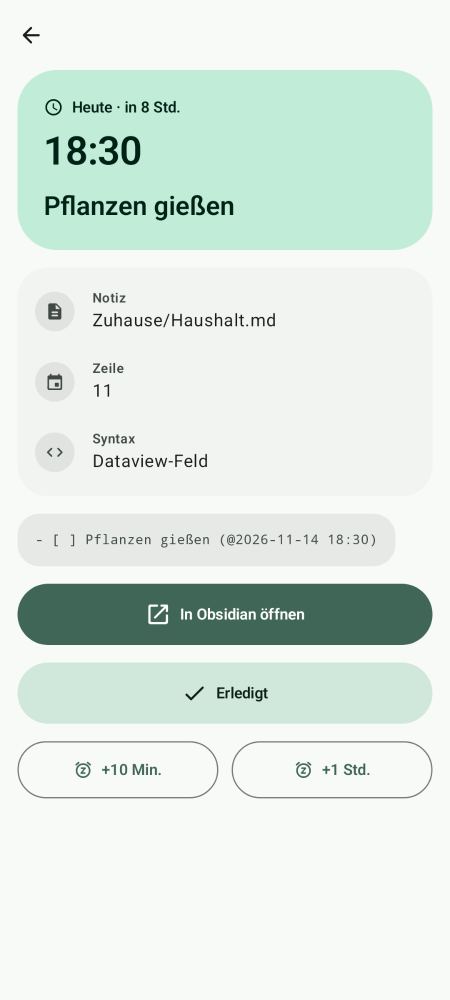 Heute · in 8 Std.
18:30
Pflanzen gießen
Notiz
Zuhause/Haushalt.md
Zeile
11
Syntax
Dataview-Feld
- [ ] Pflanzen gießen (@2026-11-14 18:30)
In Obsidian öffnen
Erledigt
+10 Min.
+1 Std.